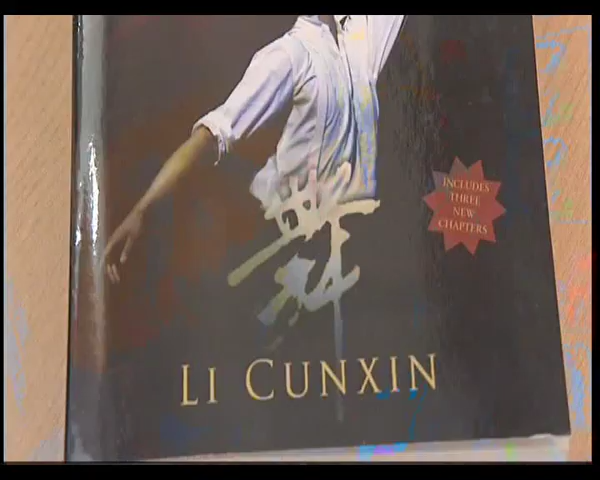 INCLUDES
THREE
NEW
CHAPTERS
舞
LI CUNXIN